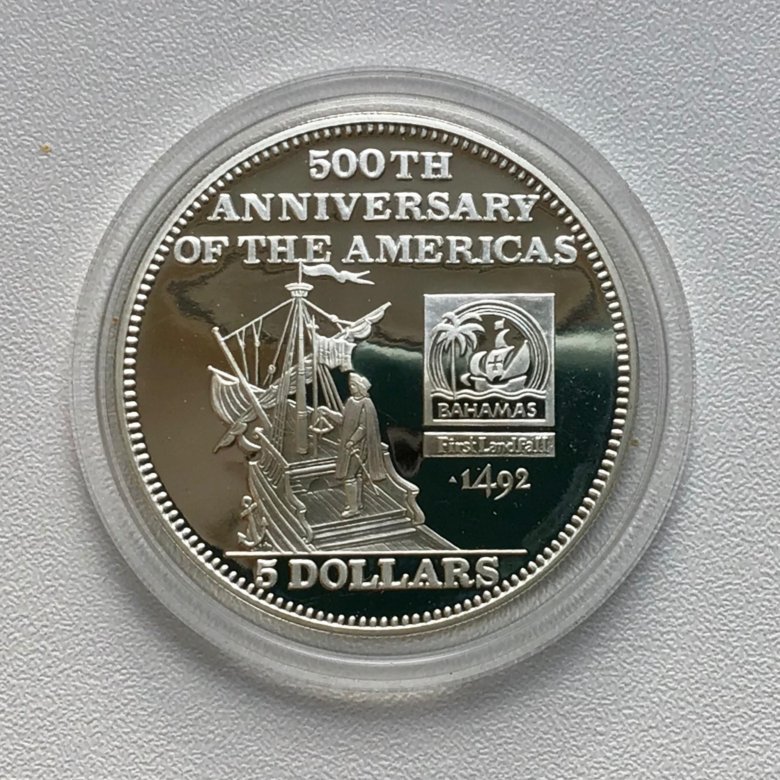 500TH
ANNIVERSARY
OF THE AMERICAS
BAHAMAS
First Landfall
1492
5 DOLLARS